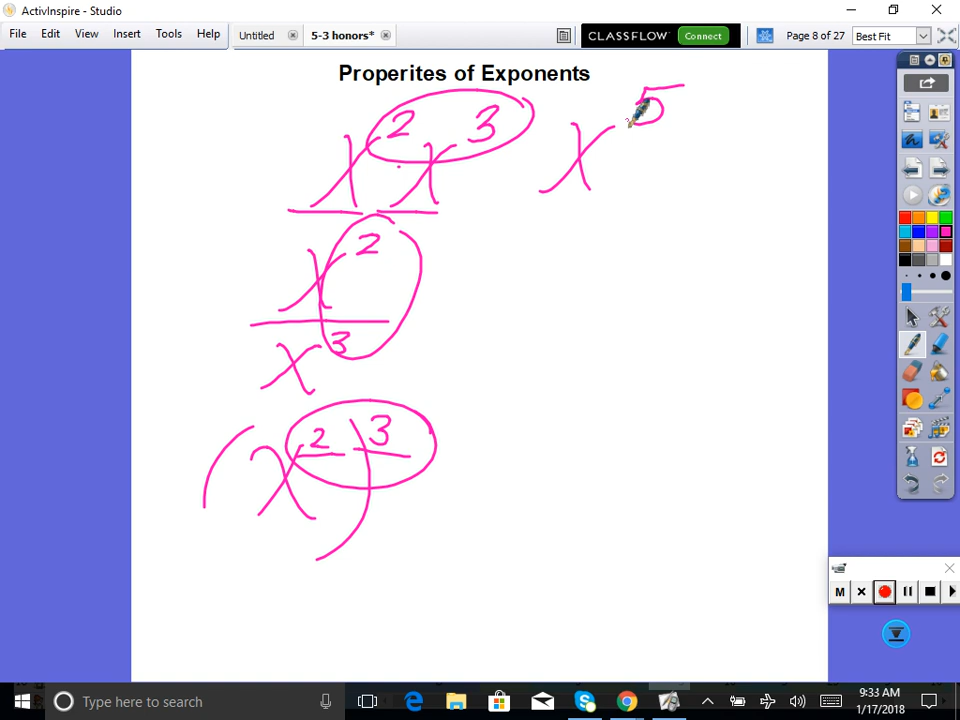 ActivInspire - Studio
File Edit View Insert Tools Help Untitled 5-3 honors* CLASSFLOW Connect Page 8 of 27 Best Fit
Properites of Exponents
x² · x³ x⁵
x²
x³
(x²)³
M
Type here to search
9:33 AM
1/17/2018